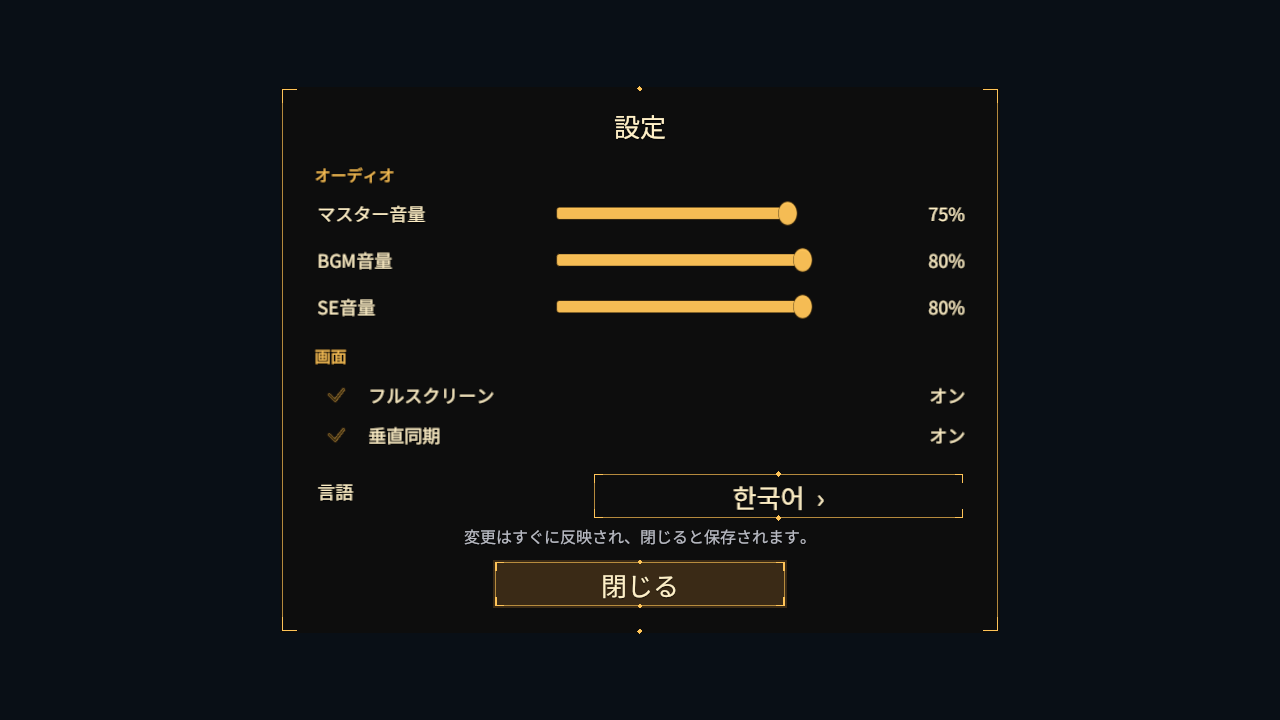 設定
オーディオ
マスター音量 75%
BGM音量 80%
SE音量 80%
画面
フルスクリーン オン
垂直同期 オン
言語 한국어 ›
変更はすぐに反映され、閉じると保存されます。
閉じる